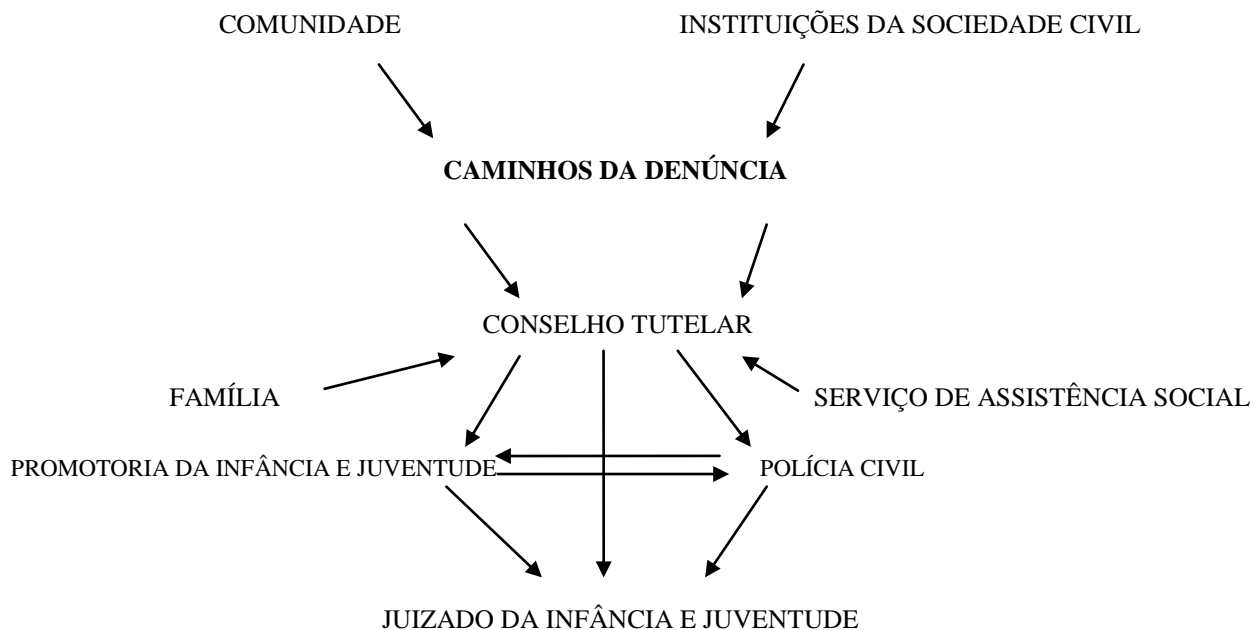 COMUNIDADE
INSTITUIÇÕES DA SOCIEDADE CIVIL
CAMINHOS DA DENÚNCIA
CONSELHO TUTELAR
FAMÍLIA
SERVIÇO DE ASSISTÊNCIA SOCIAL
PROMOTORIA DA INFÂNCIA E JUVENTUDE
POLÍCIA CIVIL
JUIZADO DA INFÂNCIA E JUVENTUDE